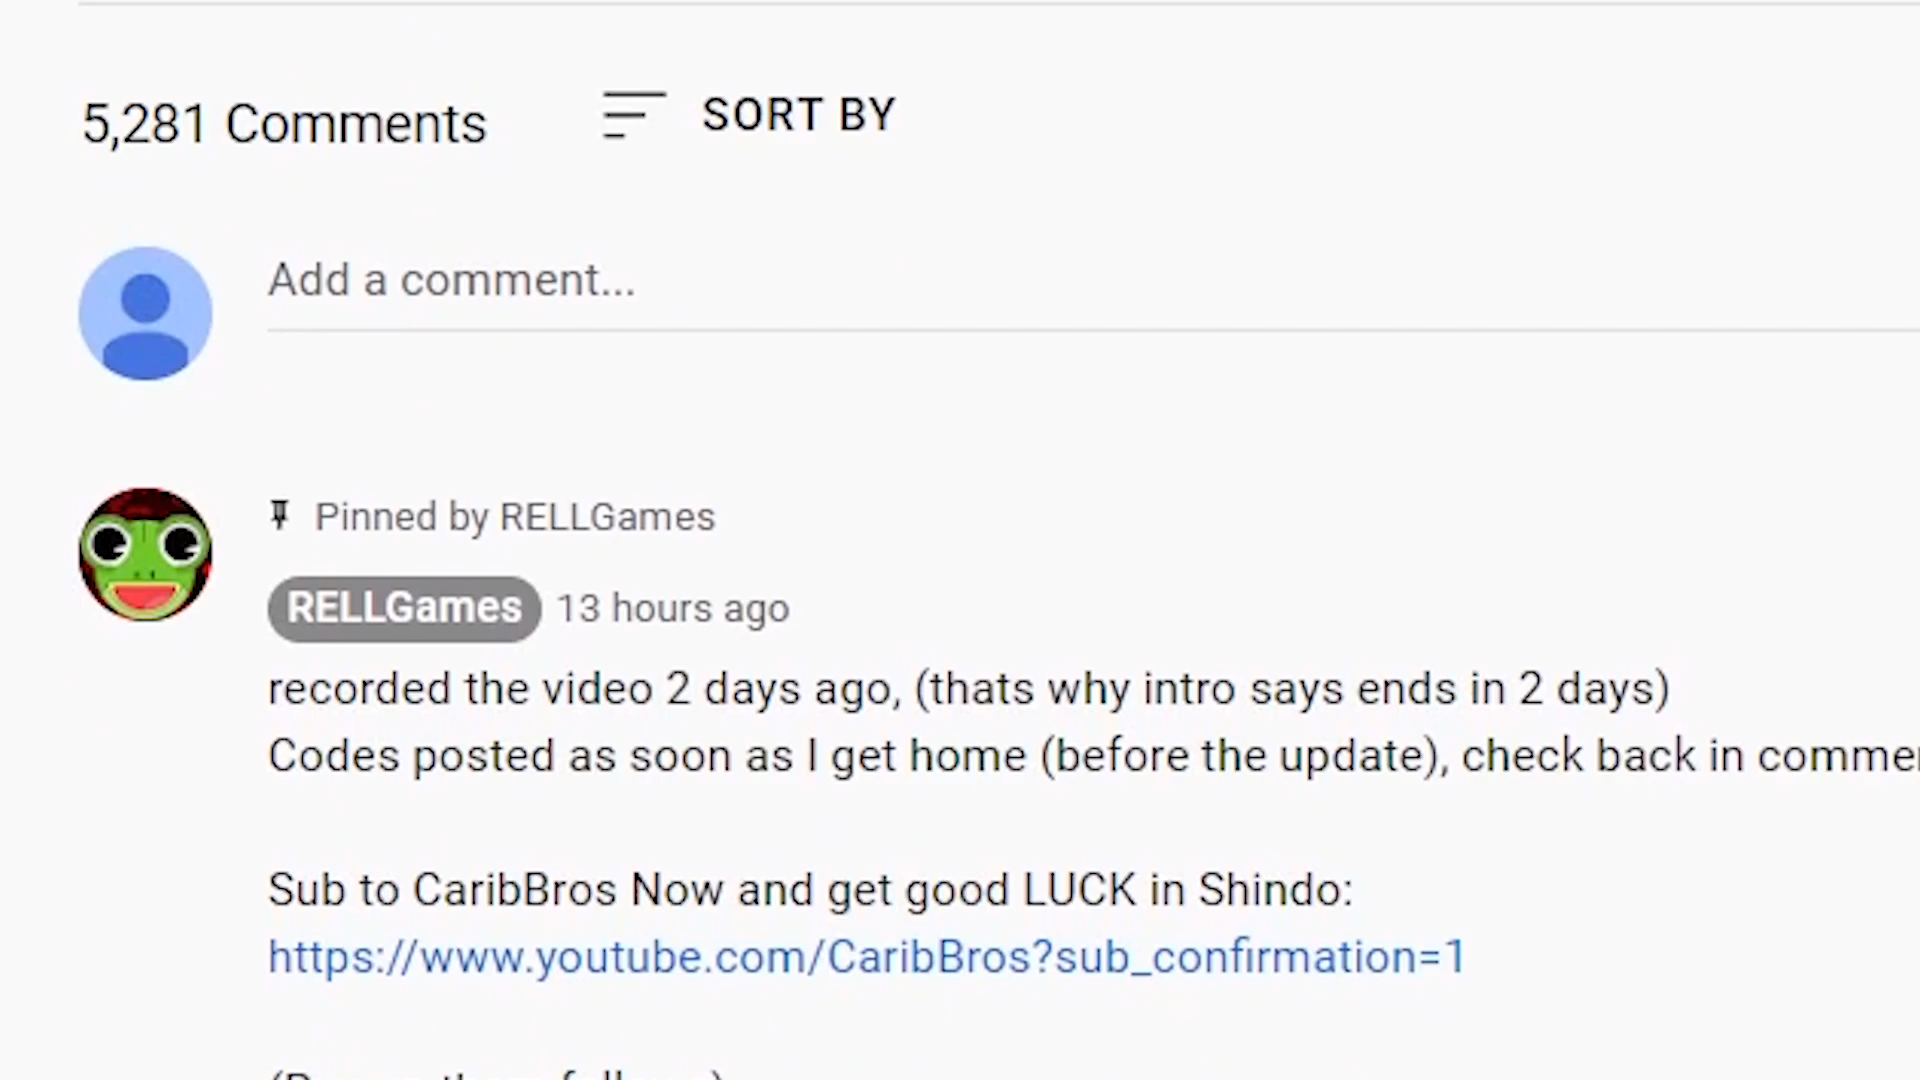 5,281 Comments
SORT BY
Add a comment...
Pinned by RELLGames
RELLGames 13 hours ago
recorded the video 2 days ago, (thats why intro says ends in 2 days)
Codes posted as soon as I get home (before the update), check back in
Sub to CaribBros Now and get good LUCK in Shindo:
https://www.youtube.com/CaribBros?sub_confirmation=1